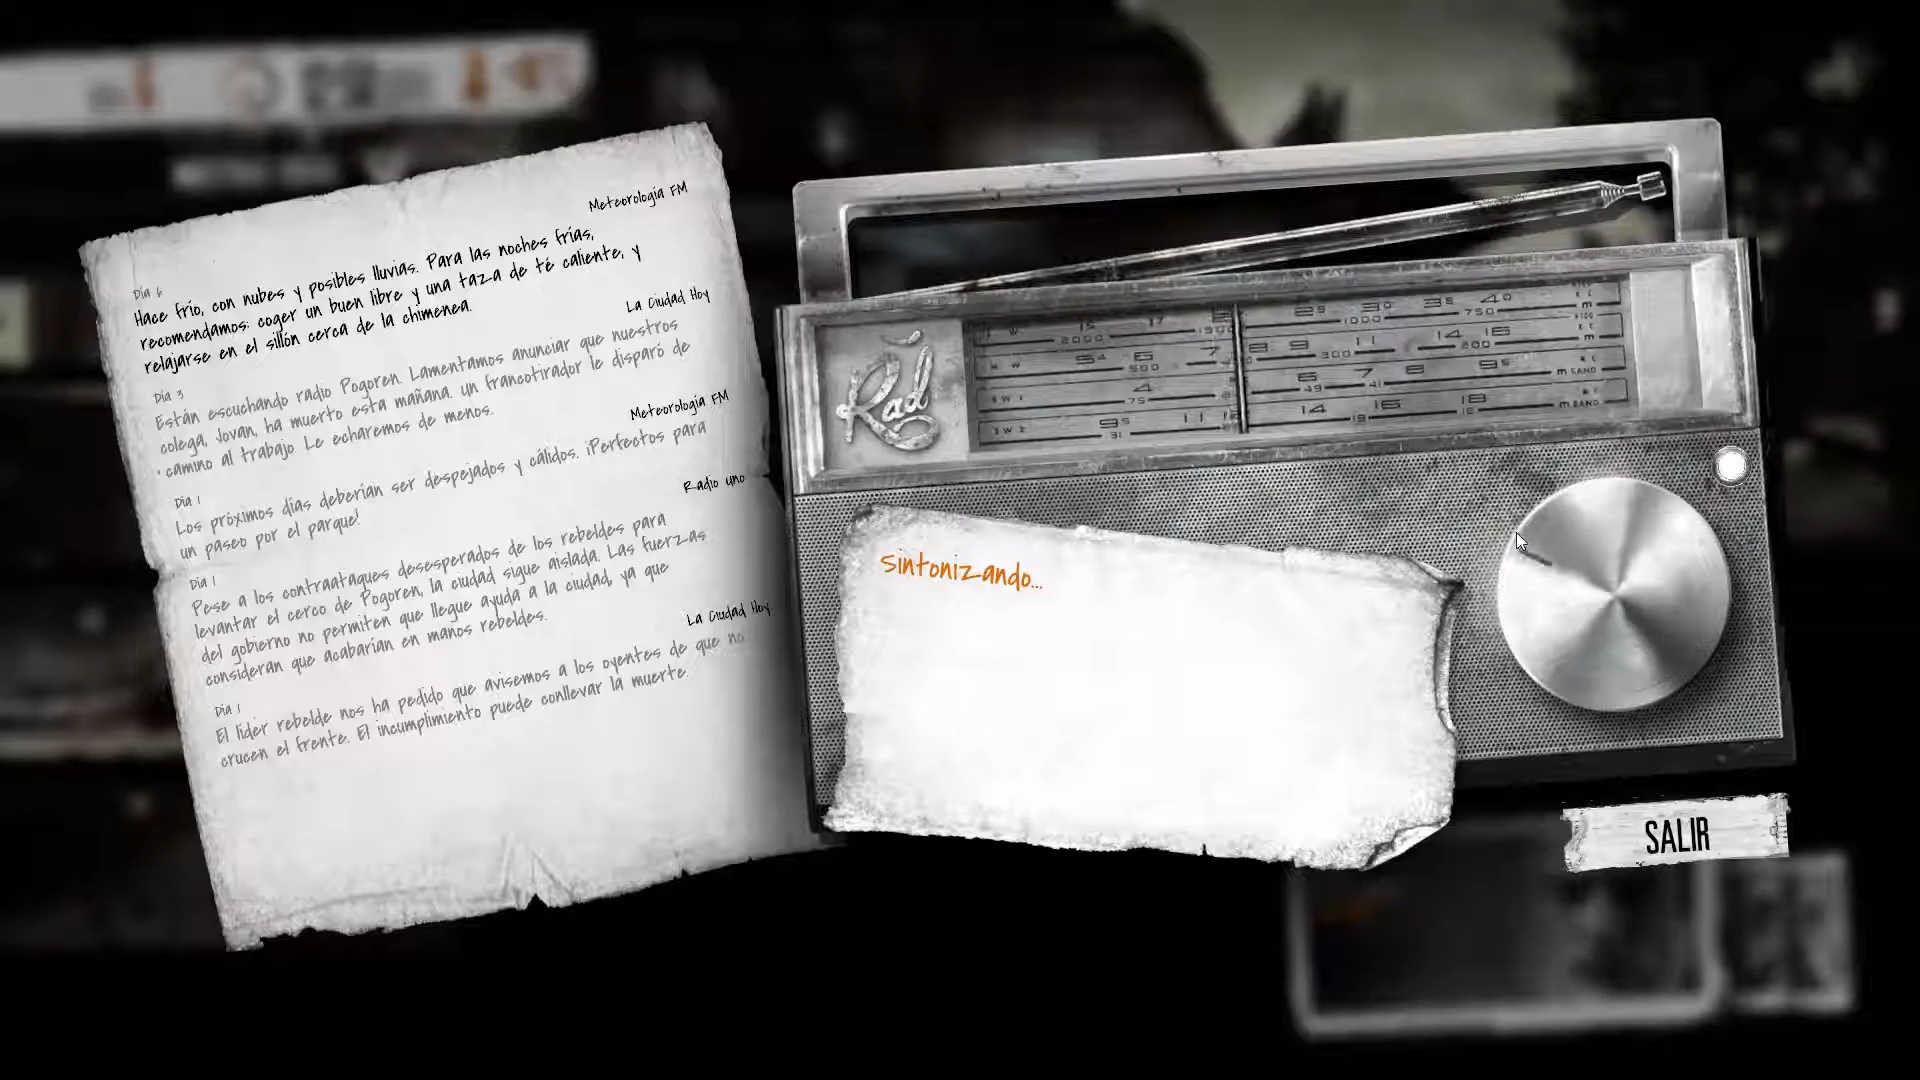 Meteorología FM
Día 6
Hace frío, con nubes y posibles lluvias. Para las noches frías,
recomendamos: coger un buen libre y una taza de té caliente, y
relajarse en el sillón cerca de la chimenea.
La Ciudad Hoy
Día 3
Están escuchando radio Pogoren. Lamentamos anunciar que nuestros
colega, Jovan, ha muerto esta mañana. un francotirador le disparó de
camino al trabajo Le echaremos de menos.
Meteorología FM
Día 1
Los próximos días deberían ser despejados y cálidos. ¡Perfectos para
un paseo por el parque!
Radio uno
Día 1
Pese a los contraataques desesperados de los rebeldes para
levantar el cerco de Pogoren, la ciudad sigue aislada. Las fuerzas
del gobierno no permiten que llegue ayuda a la ciudad, ya que
consideran que acabarían en manos rebeldes.
La Ciudad Hoy
Día 1
El líder rebelde nos ha pedido que avisemos a los oyentes de que no
crucen el frente. El incumplimiento puede conllevar la muerte.
Rad
Sintonizando...
SALIR